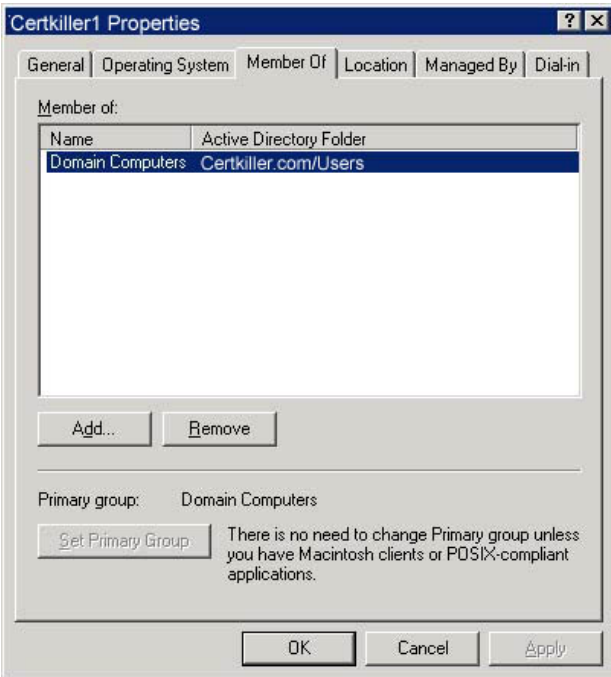 Certkiller1 Properties
? X
General Operating System Member Of Location Managed By Dial-in
Member of:
Name Active Directory Folder
Domain Computers Certkiller.com/Users
Add... Remove
Primary group: Domain Computers
Set Primary Group
There is no need to change Primary group unless
you have Macintosh clients or POSIX-compliant
applications.
OK Cancel Apply